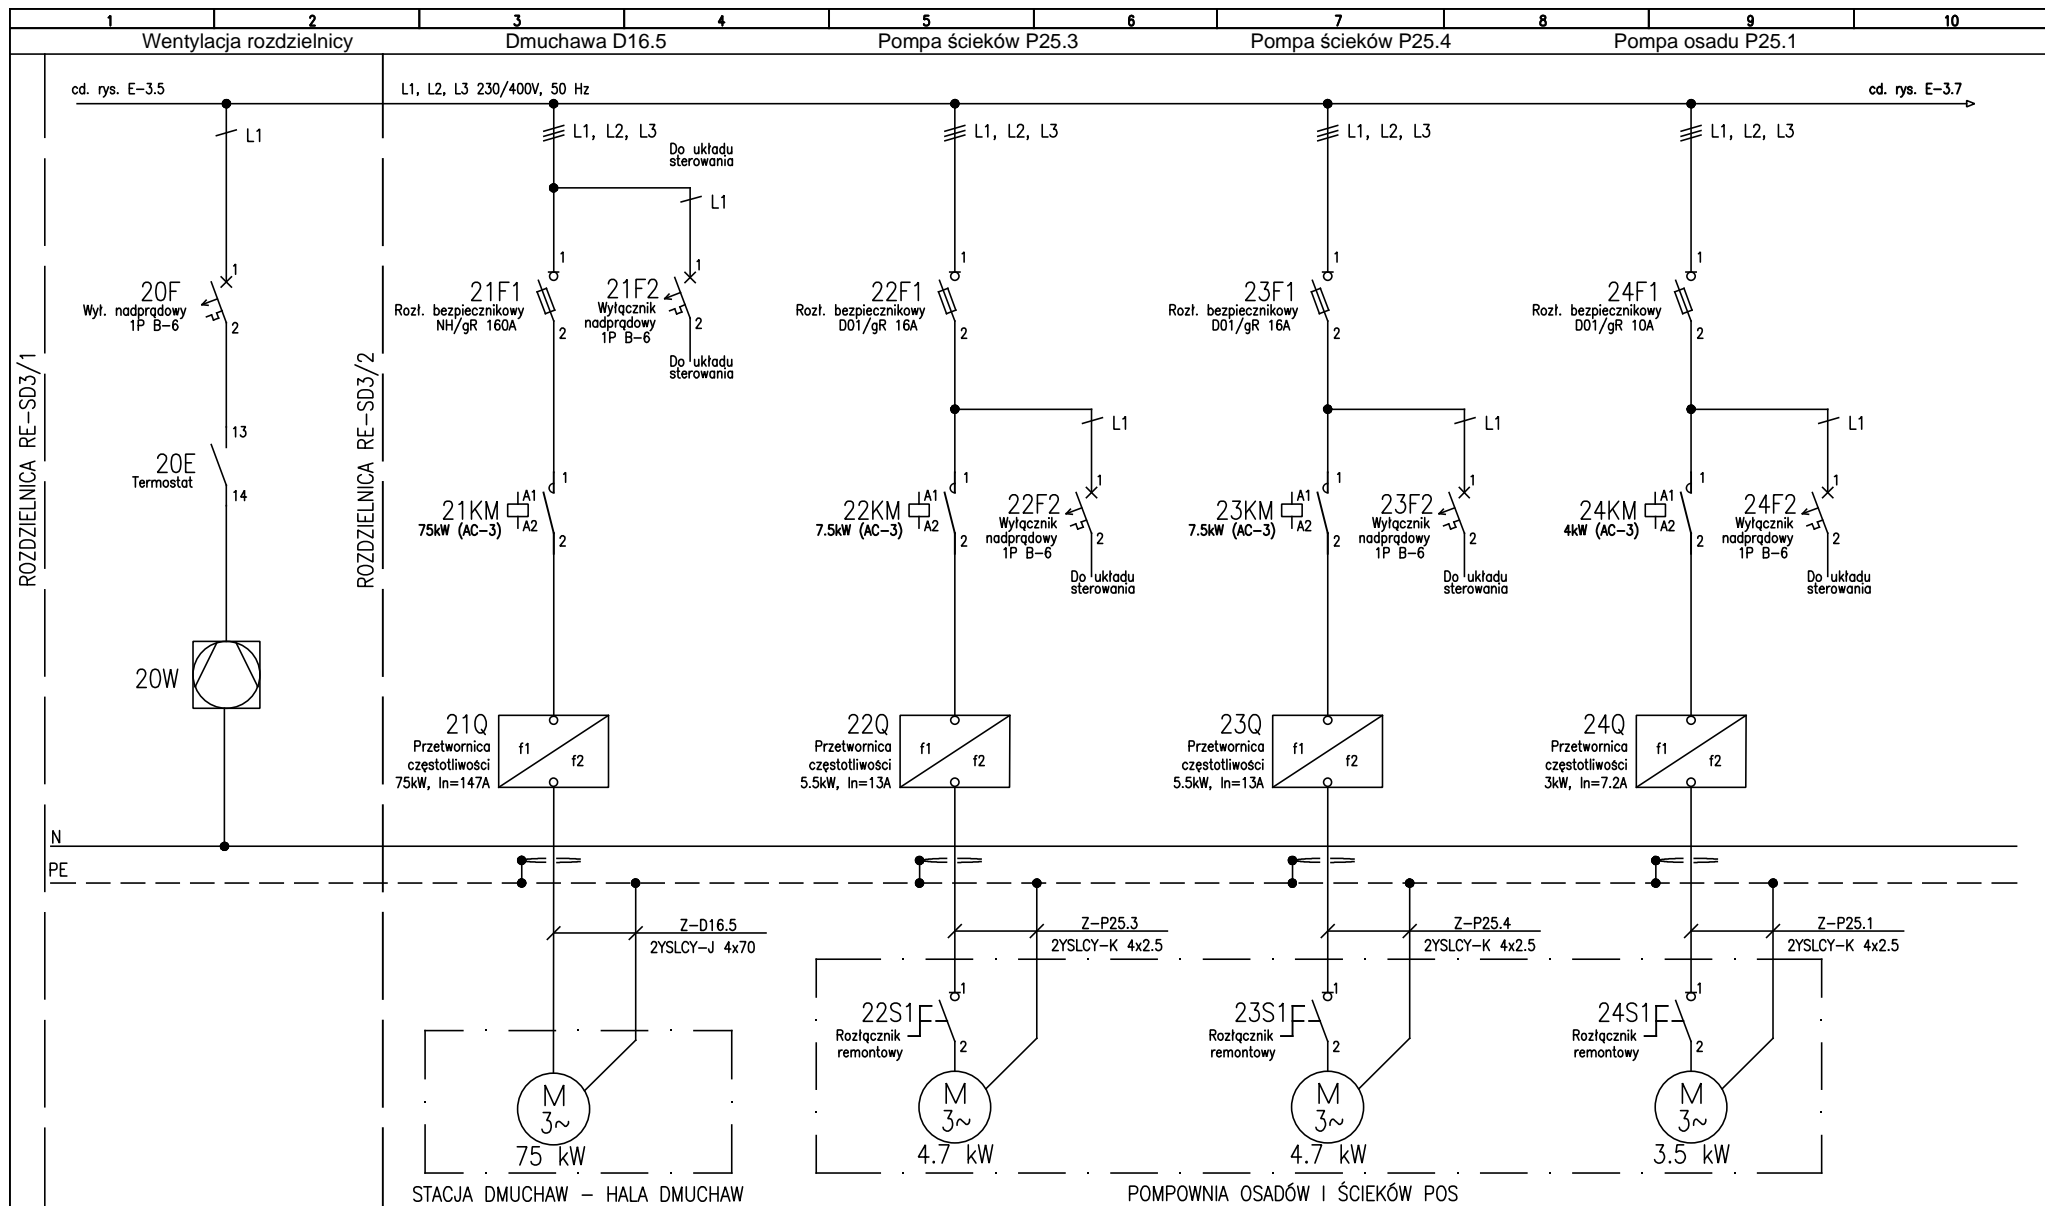 1 2 3 4 5 6 7 8 9 10
Wentylacja rozdzielnicy
Dmuchawa D16.5
Pompa ścieków P25.3
Pompa ścieków P25.4
Pompa osadu P25.1
cd. rys. E-3.5
L1, L2, L3 230/400V, 50 Hz
cd. rys. E-3.7
ROZDZIELNICA RE-SD3/1
L1
20F
Wył. nadprądowy
1P B-6
1
2
13
20E
Termostat
14
20W
ROZDZIELNICA RE-SD3/2
L1, L2, L3
Do układu
sterowania
L1
21F1
Rozł. bezpiecznikowy
NH/gR 160A
1
2
21F2
Wyłącznik
nadprądowy
1P B-6
1
2
Do układu
sterowania
21KM
75kW (AC-3)
A1
A2
1
2
21Q
Przetwornica
częstotliwości
75kW, In=147A
f1
f2
L1, L2, L3
22F1
Rozł. bezpiecznikowy
D01/gR 16A
1
2
L1
22KM
7.5kW (AC-3)
A1
A2
1
2
22F2
Wyłącznik
nadprądowy
1P B-6
1
2
Do układu
sterowania
22Q
Przetwornica
częstotliwości
5.5kW, In=13A
f1
f2
L1, L2, L3
23F1
Rozł. bezpiecznikowy
D01/gR 16A
1
2
L1
23KM
7.5kW (AC-3)
A1
A2
1
2
23F2
Wyłącznik
nadprądowy
1P B-6
1
2
Do układu
sterowania
23Q
Przetwornica
częstotliwości
5.5kW, In=13A
f1
f2
L1, L2, L3
24F1
Rozł. bezpiecznikowy
D01/gR 10A
1
2
L1
24KM
4kW (AC-3)
A1
A2
1
2
24F2
Wyłącznik
nadprądowy
1P B-6
1
2
Do układu
sterowania
24Q
Przetwornica
częstotliwości
3kW, In=7.2A
f1
f2
N
PE
Z-D16.5
2YSLCY-J 4x70
M
3~
75 kW
STACJA DMUCHAW - HALA DMUCHAW
Z-P25.3
2YSLCY-K 4x2.5
22S1
Rozłącznik
remontowy
1
2
M
3~
4.7 kW
Z-P25.4
2YSLCY-K 4x2.5
23S1
Rozłącznik
remontowy
1
2
M
3~
4.7 kW
Z-P25.1
2YSLCY-K 4x2.5
24S1
Rozłącznik
remontowy
1
2
M
3~
3.5 kW
POMPOWNIA OSADÓW I ŚCIEKÓW POS